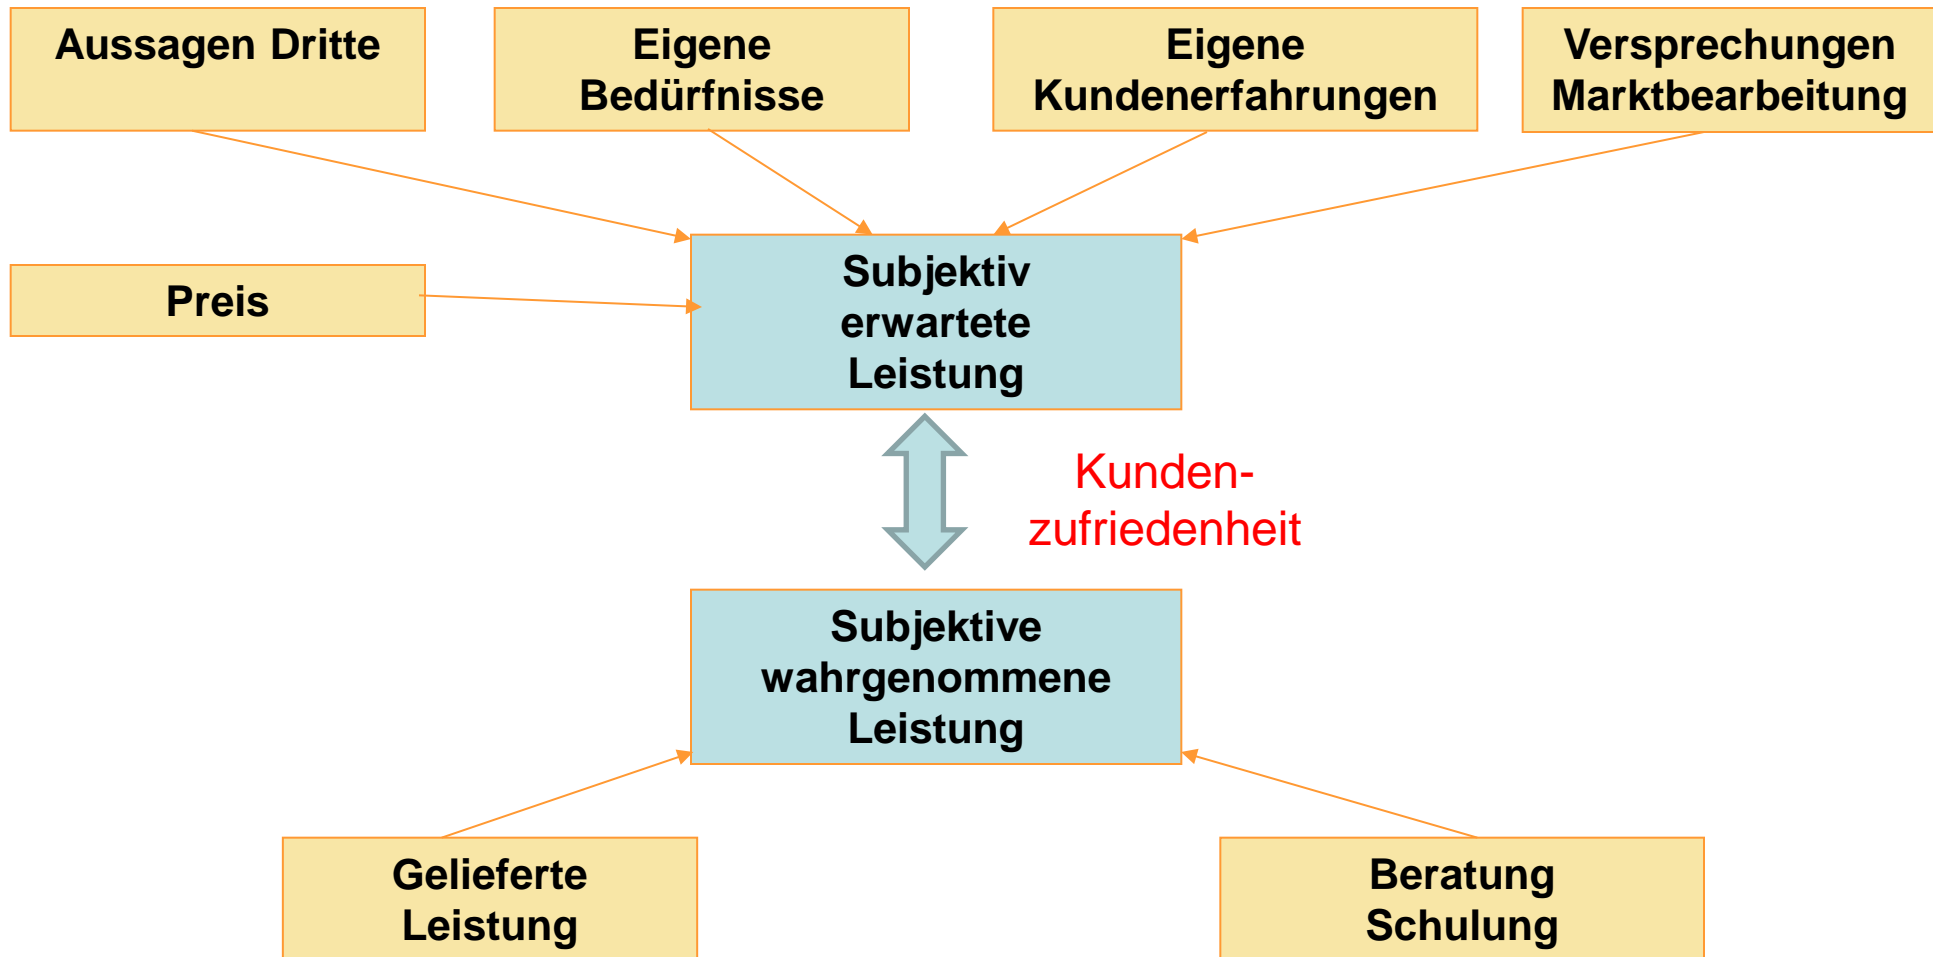 Aussagen Dritte
Eigene
Bedürfnisse
Eigene
Kundenerfahrungen
Versprechungen
Marktbearbeitung
Preis
Subjektiv
erwartete
Leistung
Kunden-
zufriedenheit
Subjektive
wahrgenommene
Leistung
Gelieferte
Leistung
Beratung
Schulung